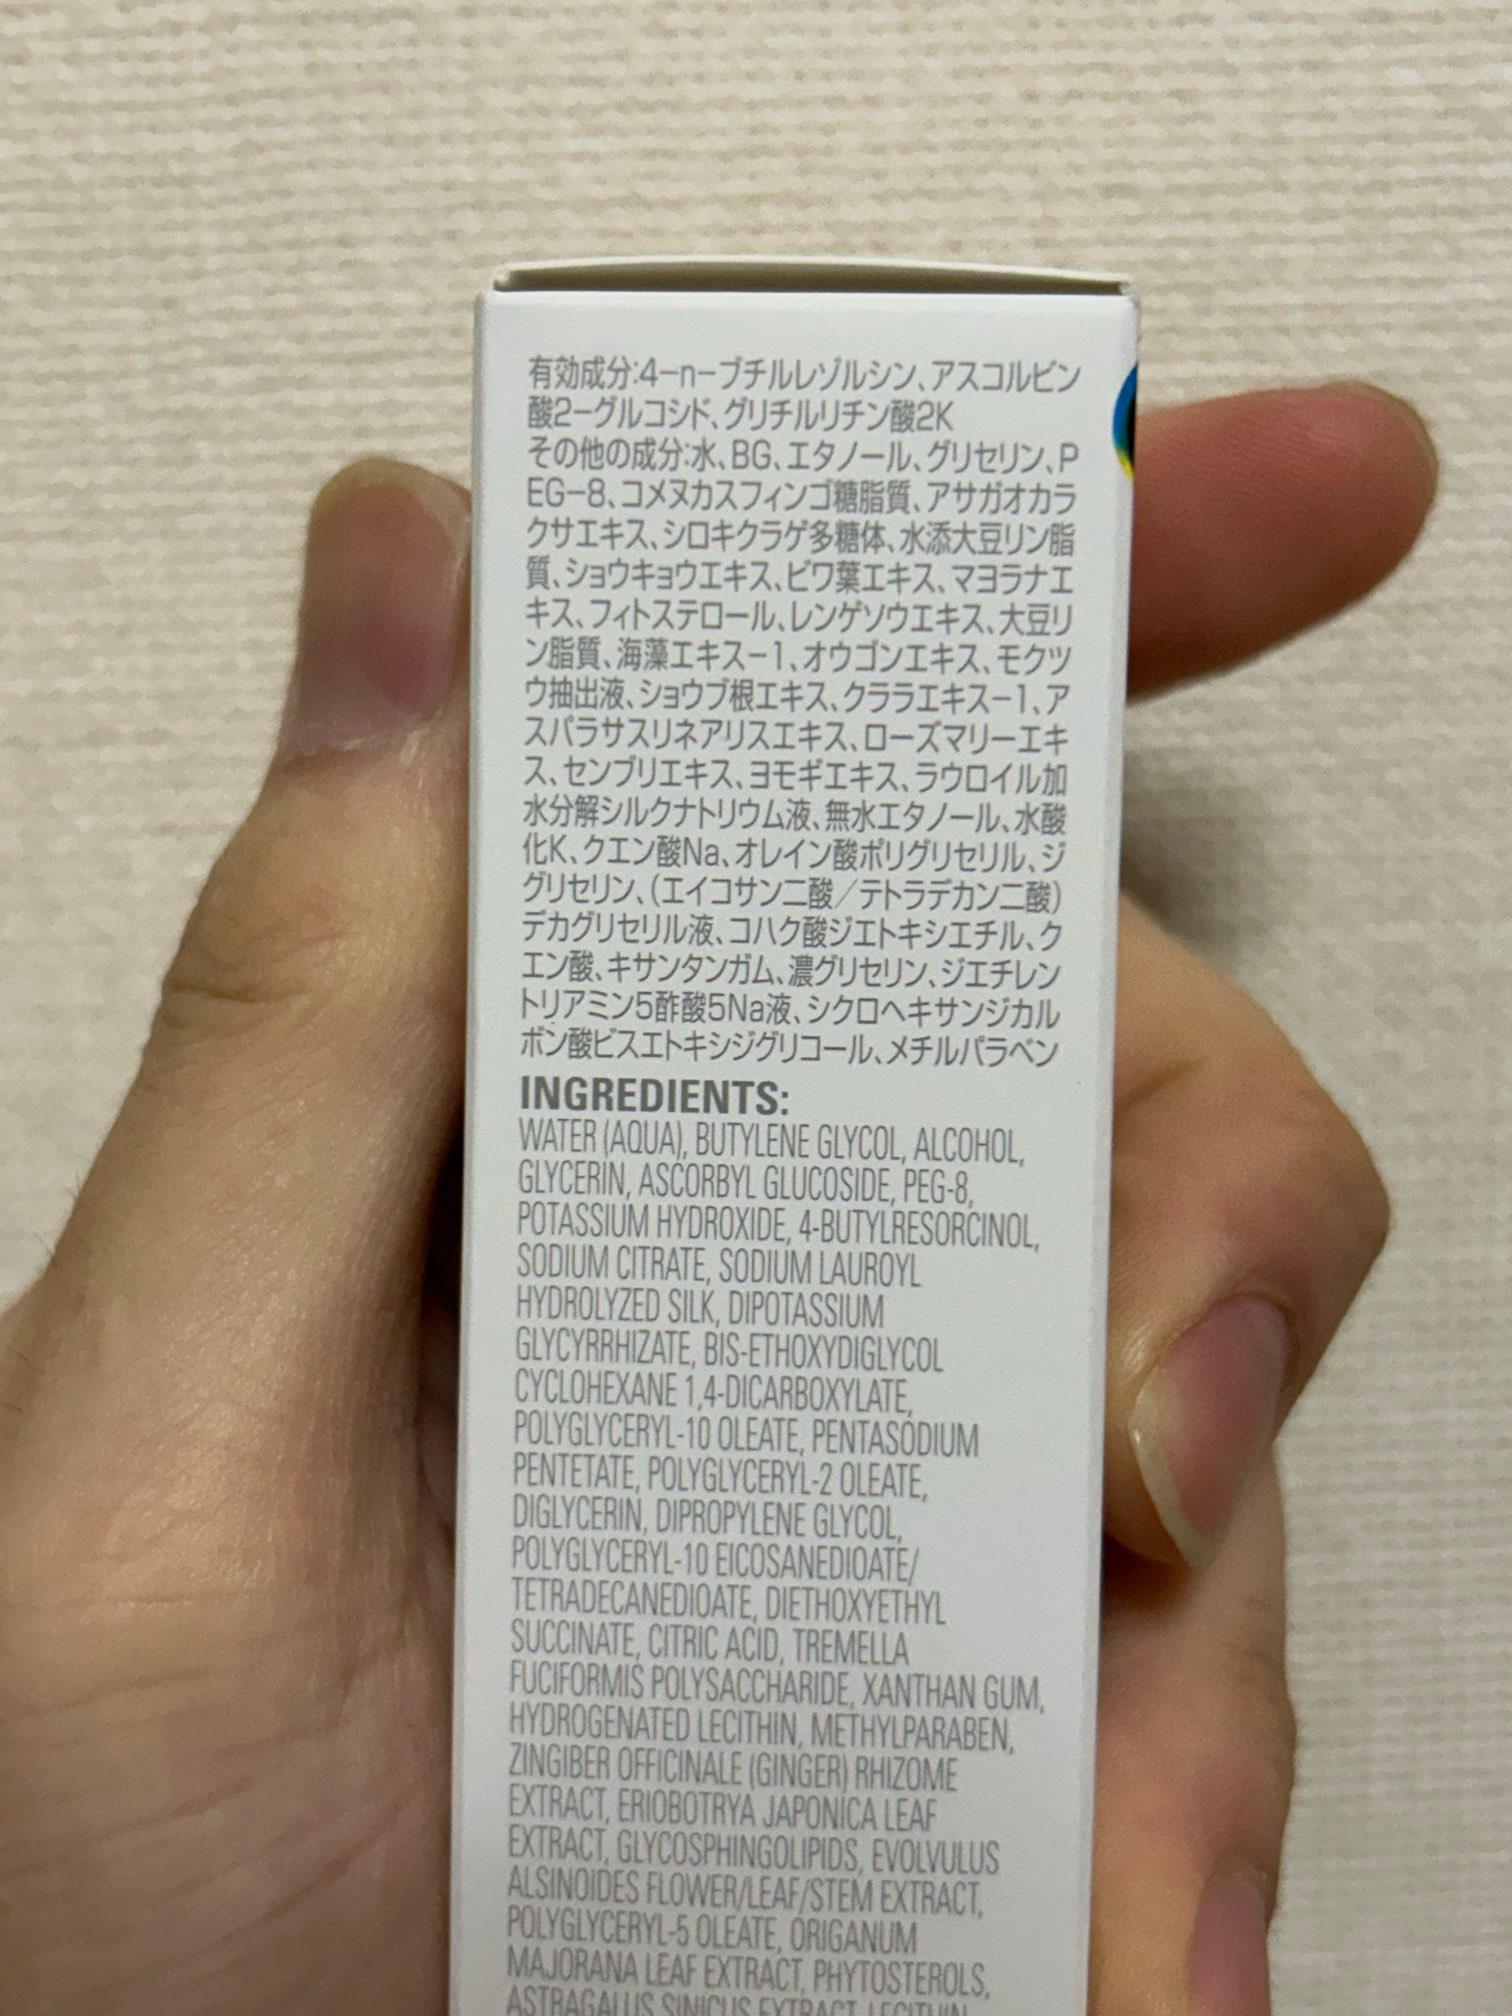 有効成分:4−n−ブチルレゾルシン、アスコルビン
酸2−グルコシド、グリチルリチン酸2K
その他の成分:水、BG、エタノール、グリセリン、P
EG−8、コメヌカスフィンゴ糖脂質、アサガオカラ
クサエキス、シロキクラゲ多糖体、水添大豆リン脂
質、ショウキョウエキス、ビワ葉エキス、マヨラナエ
キス、フィトステロール、レンゲソウエキス、大豆リ
ン脂質、海藻エキス−1、オウゴンエキス、モクツ
ウ抽出液、ショウブ根エキス、クララエキス−1、ア
スパラサスリネアリスエキス、ローズマリーエキ
ス、センブリエキス、ヨモギエキス、ラウロイル加
水分解シルクナトリウム液、無水エタノール、水酸
化K、クエン酸Na、オレイン酸ポリグリセリル、ジ
グリセリン、(エイコサン二酸/テトラデカン二酸)
デカグリセリル液、コハク酸ジエトキシエチル、ク
エン酸、キサンタンガム、濃グリセリン、ジエチレン
トリアミン5酢酸5Na液、シクロヘキサンジカル
ボン酸ビスエトキシジグリコール、メチルパラベン
INGREDIENTS:
WATER (AQUA), BUTYLENE GLYCOL, ALCOHOL,
GLYCERIN, ASCORBYL GLUCOSIDE, PEG-8,
POTASSIUM HYDROXIDE, 4-BUTYLRESORCINOL,
SODIUM CITRATE, SODIUM LAUROYL
HYDROLYZED SILK, DIPOTASSIUM
GLYCYRRHIZATE, BIS-ETHOXYDIGLYCOL
CYCLOHEXANE 1,4-DICARBOXYLATE,
POLYGLYCERYL-10 OLEATE, PENTASODIUM
PENTETATE, POLYGLYCERYL-2 OLEATE,
DIGLYCERIN, DIPROPYLENE GLYCOL,
POLYGLYCERYL-10 EICOSANEDIOATE/
TETRADECANEDIOATE, DIETHOXYETHYL
SUCCINATE, CITRIC ACID, TREMELLA
FUCIFORMIS POLYSACCHARIDE, XANTHAN GUM,
HYDROGENATED LECITHIN, METHYLPARABEN,
ZINGIBER OFFICINALE (GINGER) RHIZOME
EXTRACT, ERIOBOTRYA JAPONICA LEAF
EXTRACT, GLYCOSPHINGOLIPIDS, EVOLVULUS
ALSINOIDES FLOWER/LEAF/STEM EXTRACT,
POLYGLYCERYL-5 OLEATE, ORIGANUM
MAJORANA LEAF EXTRACT, PHYTOSTEROLS,
ASTRAGALUS SINICUS EXTRACT, LECITHIN,